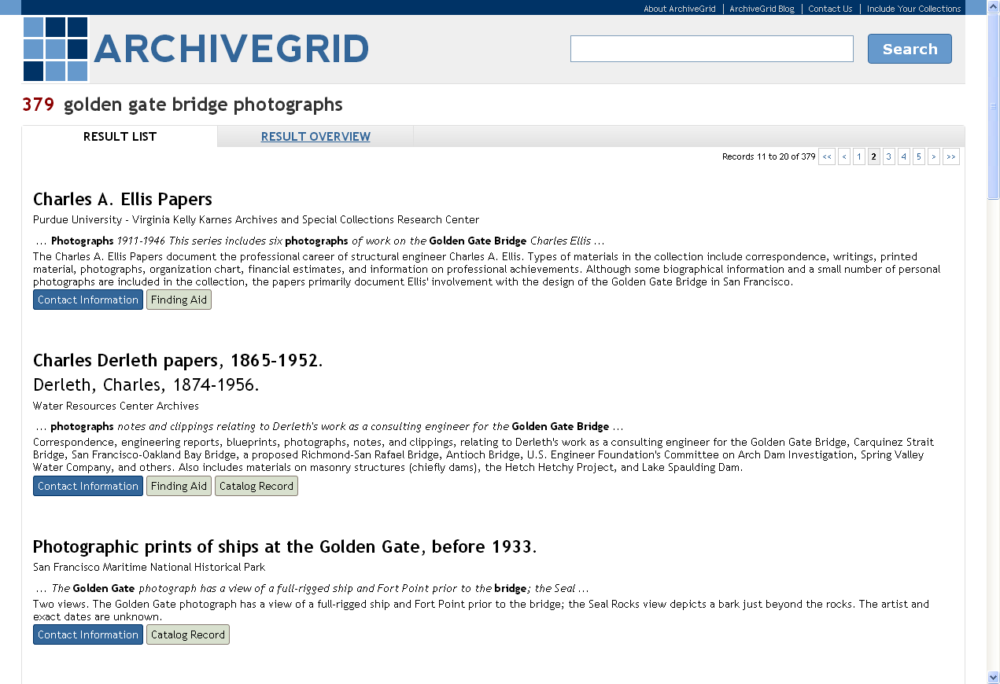 About ArchiveGrid | ArchiveGrid Blog | Contact Us | Include Your Collections
ARCHIVEGRID
Search
379 golden gate bridge photographs
RESULT LIST
RESULT OVERVIEW
Records 11 to 20 of 379 << < 1 2 3 4 5 > >>
Charles A. Ellis Papers
Purdue University - Virginia Kelly Karnes Archives and Special Collections Research Center
... Photographs 1911-1946 This series includes six photographs of work on the Golden Gate Bridge Charles Ellis ...
The Charles A. Ellis Papers document the professional career of structural engineer Charles A. Ellis. Types of materials in the collection include correspondence, writings, printed
material, photographs, organization chart, financial estimates, and information on professional achievements. Although some biographical information and a small number of personal
photographs are included in the collection, the papers primarily document Ellis' involvement with the design of the Golden Gate Bridge in San Francisco.
Contact Information Finding Aid
Charles Derleth papers, 1865-1952.
Derleth, Charles, 1874-1956.
Water Resources Center Archives
... photographs notes and clippings relating to Derleth's work as a consulting engineer for the Golden Gate Bridge ...
Correspondence, engineering reports, blueprints, photographs, notes, and clippings, relating to Derleth's work as a consulting engineer for the Golden Gate Bridge, Carquinez Strait
Bridge, San Francisco-Oakland Bay Bridge, a proposed Richmond-San Rafael Bridge, Antioch Bridge, U.S. Engineer Foundation's Committee on Arch Dam Investigation, Spring Valley
Water Company, and others. Also includes materials on masonry structures (chiefly dams), the Hetch Hetchy Project, and Lake Spaulding Dam.
Contact Information Finding Aid Catalog Record
Photographic prints of ships at the Golden Gate, before 1933.
San Francisco Maritime National Historical Park
... The Golden Gate photograph has a view of a full-rigged ship and Fort Point prior to the bridge; the Seal ...
Two views. The Golden Gate photograph has a view of a full-rigged ship and Fort Point prior to the bridge; the Seal Rocks view depicts a bark just beyond the rocks. The artist and
exact dates are unknown.
Contact Information Catalog Record